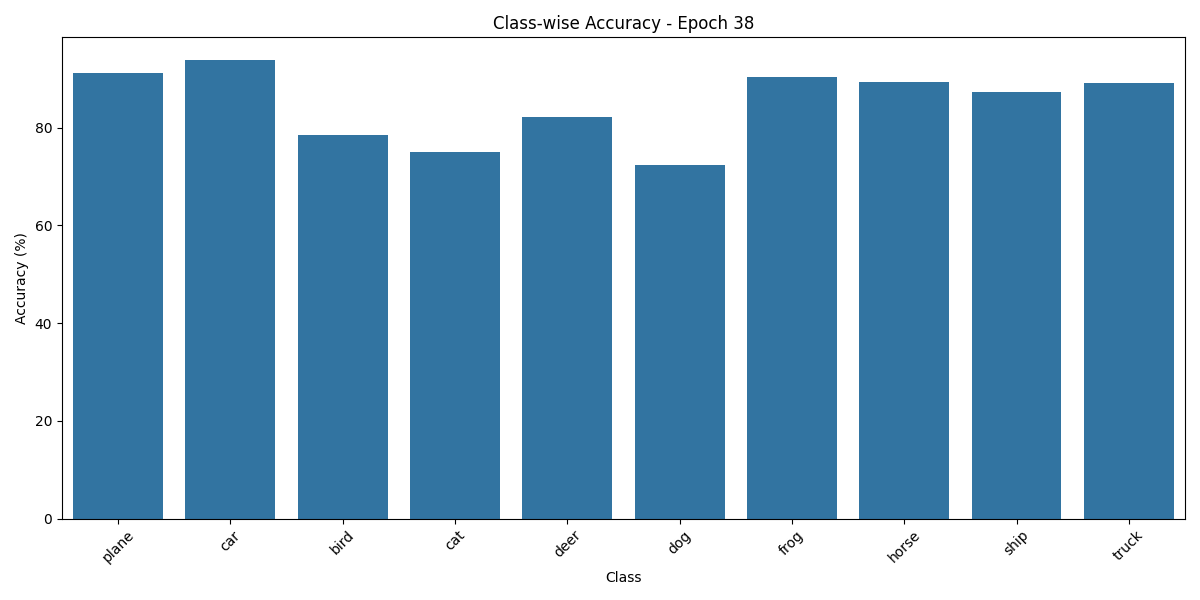 Class-wise Accuracy - Epoch 38
Accuracy (%)
80
60
40
20
0
plane car bird cat deer dog frog horse ship truck
Class